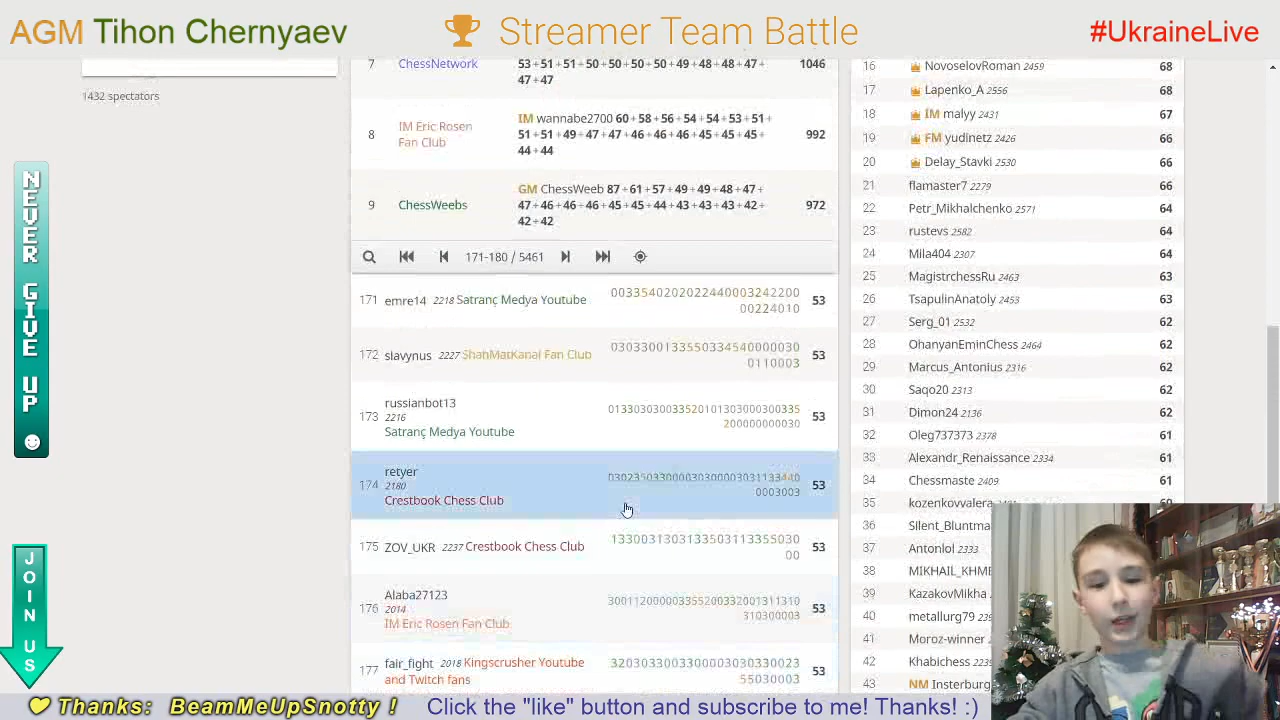 AGM Tihon Chernyaev
Streamer Team Battle
#UkraineLive
1432 spectators
NEVER GIVE UP
JOIN US
7 ChessNetwork 53+51+51+50+50+50+50+49+48+48+47+ 1046
47+47
8 IM Eric Rosen Fan Club IM wannabe2700 60+58+56+54+54+53+51+ 992
51+51+49+47+47+46+46+46+45+45+45+
44+44
9 ChessWeebs GM ChessWeeb 87+61+57+49+49+48+47+ 972
47+46+46+46+45+45+44+43+43+43+42+
42+42
171-180 / 5461
171 emre14 2218 Satranç Medya Youtube 53
172 slavynus 2227 ShahMatKanal Fan Club 53
173 russianbot13 53
2216
Satranç Medya Youtube
174 retyer 53
2180
Crestbook Chess Club
175 ZOV_UKR 2237 Crestbook Chess Club 53
176 Alaba27123 53
2014
IM Eric Rosen Fan Club
177 fair_fight 2018 Kingscrusher Youtube 53
and Twitch fans
16 NovoselovRoman 2459 68
17 Lapenko_A 2556 68
18 IM malyy 2431 67
19 FM yudinetz 2426 66
20 Delay_Stavki 2530 66
21 flamaster7 2279 66
22 Petr_Mikhalchenko 2571 64
23 rustevs 2582 64
24 Mila404 2307 64
25 MagistrchessRu 2463 63
26 TsapulinAnatoly 2453 63
27 Serg_01 2532 62
28 OhanyanEminChess 2464 62
29 Marcus_Antonius 2316 62
30 Saqo20 2313 62
31 Dimon24 2136 62
32 Oleg737373 2378 61
33 Alexandr_Renaissance 2334 61
34 Chessmaste 2409 61
35 kozenkovvalera
36 Silent_Bluntma
37 Antonlol 2333
38 MIKHAIL_KHME
39 KazakovMikha
40 metallurg79
41 Moroz-winner
42 Khabichess
43 NM Insterburg
Thanks: BeamMeUpSnotty ! Click the "like" button and subscribe to me! Thanks! :)